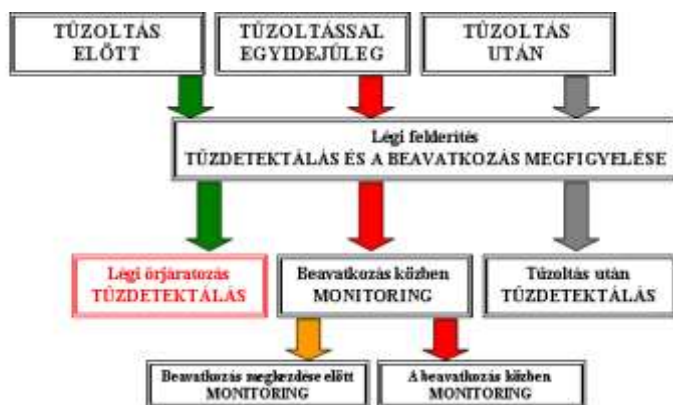 TŰZOLTÁS
ELŐTT
TŰZOLTÁSSAL
EGYIDEJŰLEG
TŰZOLTÁS
UTÁN
Légi felderítés
TŰZDETEKTÁLÁS ÉS A BEAVATKOZÁS MEGFIGYELÉSE
Légi őrjáratozás
TŰZDETEKTÁLÁS
Beavatkozás közben
MONITORING
Tűzoltás után
TŰZDETEKTÁLÁS
Beavatkozás megkezdése előtt
MONITORING
A beavatkozás közben
MONITORING